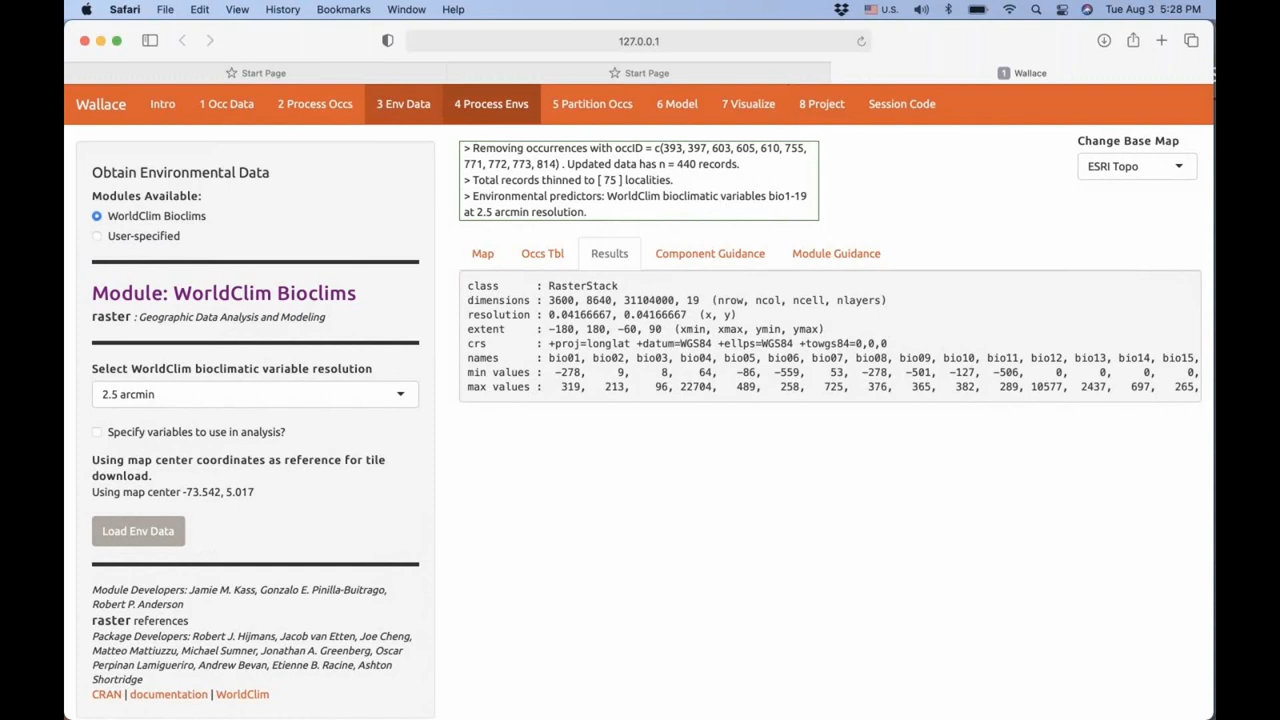 Safari File Edit View History Bookmarks Window Help U.S. Tue Aug 3 5:28 PM
127.0.0.1
Start Page Start Page 1 Wallace
Wallace Intro 1 Occ Data 2 Process Occs 3 Env Data 4 Process Envs 5 Partition Occs 6 Model 7 Visualize 8 Project Session Code
Obtain Environmental Data
Modules Available:
WorldClim Bioclims
User-specified
Module: WorldClim Bioclims
raster : Geographic Data Analysis and Modeling
Select WorldClim bioclimatic variable resolution
2.5 arcmin
Specify variables to use in analysis?
Using map center coordinates as reference for tile
download.
Using map center -73.542, 5.017
Load Env Data
Module Developers: Jamie M. Kass, Gonzalo E. Pinilla-Buitrago,
Robert P. Anderson
raster references
Package Developers: Robert J. Hijmans, Jacob van Etten, Joe Cheng,
Matteo Mattiuzzu, Michael Sumner, Jonathan A. Greenberg, Oscar
Perpinan Lamigueriro, Andrew Bevan, Etienne B. Racine, Ashton
Shortridge
CRAN | documentation | WorldClim
> Removing occurrences with occID = c(393, 397, 603, 605, 610, 755,
771, 772, 773, 814) . Updated data has n = 440 records.
> Total records thinned to [ 75 ] localities.
> Environmental predictors: WorldClim bioclimatic variables bio1-19
at 2.5 arcmin resolution.
Change Base Map
ESRI Topo
Map Occs Tbl Results Component Guidance Module Guidance
class : RasterStack
dimensions : 3600, 8640, 31104000, 19 (nrow, ncol, ncell, nlayers)
resolution : 0.04166667, 0.04166667 (x, y)
extent : -180, 180, -60, 90 (xmin, xmax, ymin, ymax)
crs : +proj=longlat +datum=WGS84 +ellps=WGS84 +towgs84=0,0,0
names : bio01, bio02, bio03, bio04, bio05, bio06, bio07, bio08, bio09, bio10, bio11, bio12, bio13, bio14, bio15,
min values : -278, 9, 8, 64, -86, -559, 53, -278, -501, -127, -506, 0, 0, 0, 0,
max values : 319, 213, 96, 22704, 489, 258, 725, 376, 365, 382, 289, 10577, 2437, 697, 265,